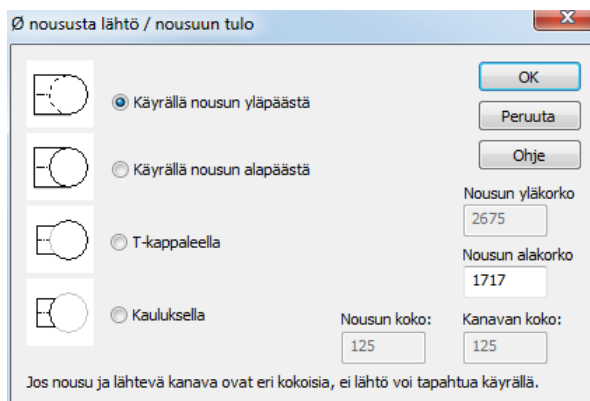 Ø noususta lähtö / nousuun tulo
Käyrällä nousun yläpäästä
Käyrällä nousun alapäästä
T-kappaleella
Kauluksella
OK
Peruuta
Ohje
Nousun yläkorko
2675
Nousun alakorko
1717
Nousun koko:
125
Kanavan koko:
125
Jos nousu ja lähtevä kanava ovat eri kokoisia, ei lähtö voi tapahtua käyrällä.